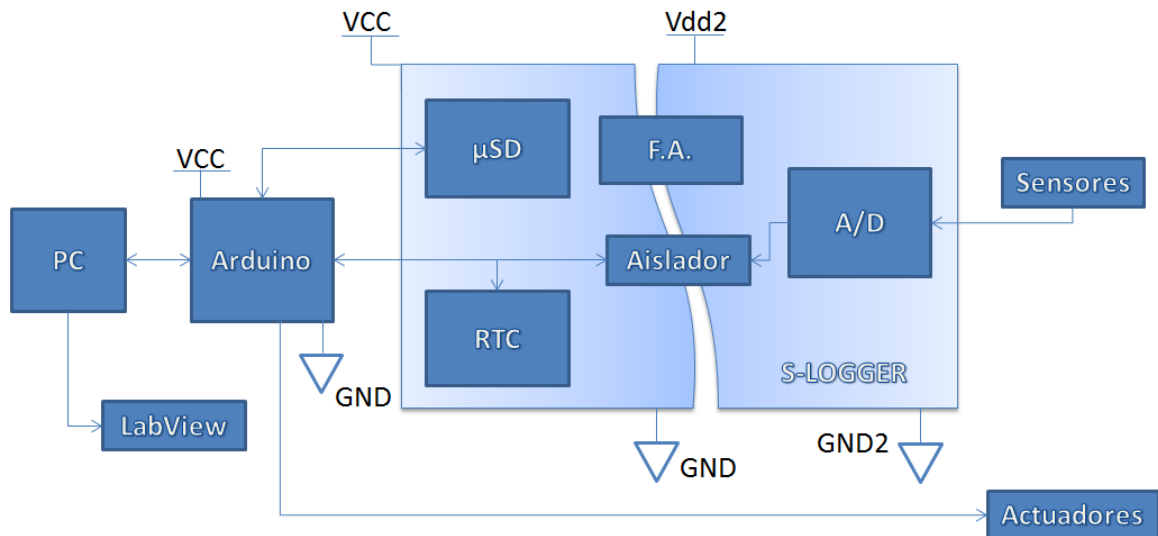 VCC
Vdd2
μSD
F.A.
VCC
Sensores
A/D
PC
Arduino
Aislador
RTC
S-LOGGER
GND
LabView
GND2
GND
Actuadores